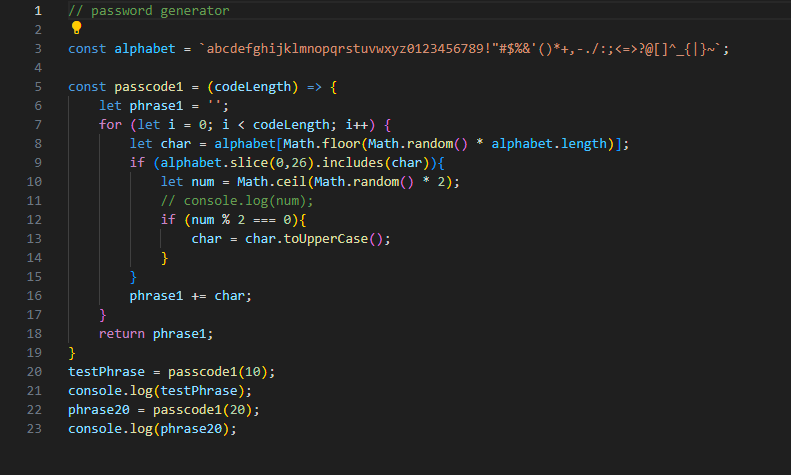 1 // password generator
2
3 const alphabet = `abcdefghijklmnopqrstuvwxyz0123456789!"#$%&'()*+,-./:;<=>?@[]^_{|}~`;
4
5 const passcode1 = (codeLength) => {
6     let phrase1 = '';
7     for (let i = 0; i < codeLength; i++) {
8         let char = alphabet[Math.floor(Math.random() * alphabet.length)];
9         if (alphabet.slice(0,26).includes(char)){
10             let num = Math.ceil(Math.random() * 2);
11             // console.log(num);
12             if (num % 2 === 0){
13                 char = char.toUpperCase();
14             }
15         }
16         phrase1 += char;
17     }
18     return phrase1;
19 }
20 testPhrase = passcode1(10);
21 console.log(testPhrase);
22 phrase20 = passcode1(20);
23 console.log(phrase20);